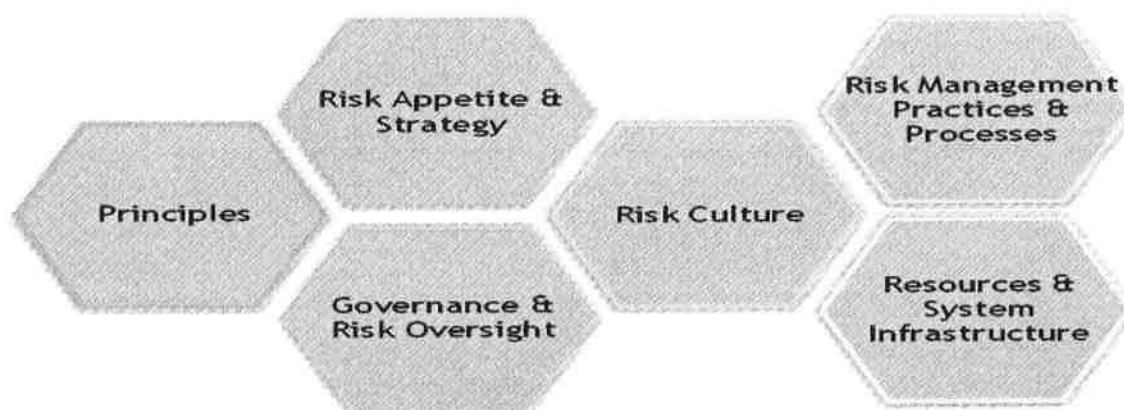 Principles
Risk Appetite &
Strategy
Governance &
Risk Oversight
Risk Culture
Risk Management
Practices &
Processes
Resources &
System
Infrastructure